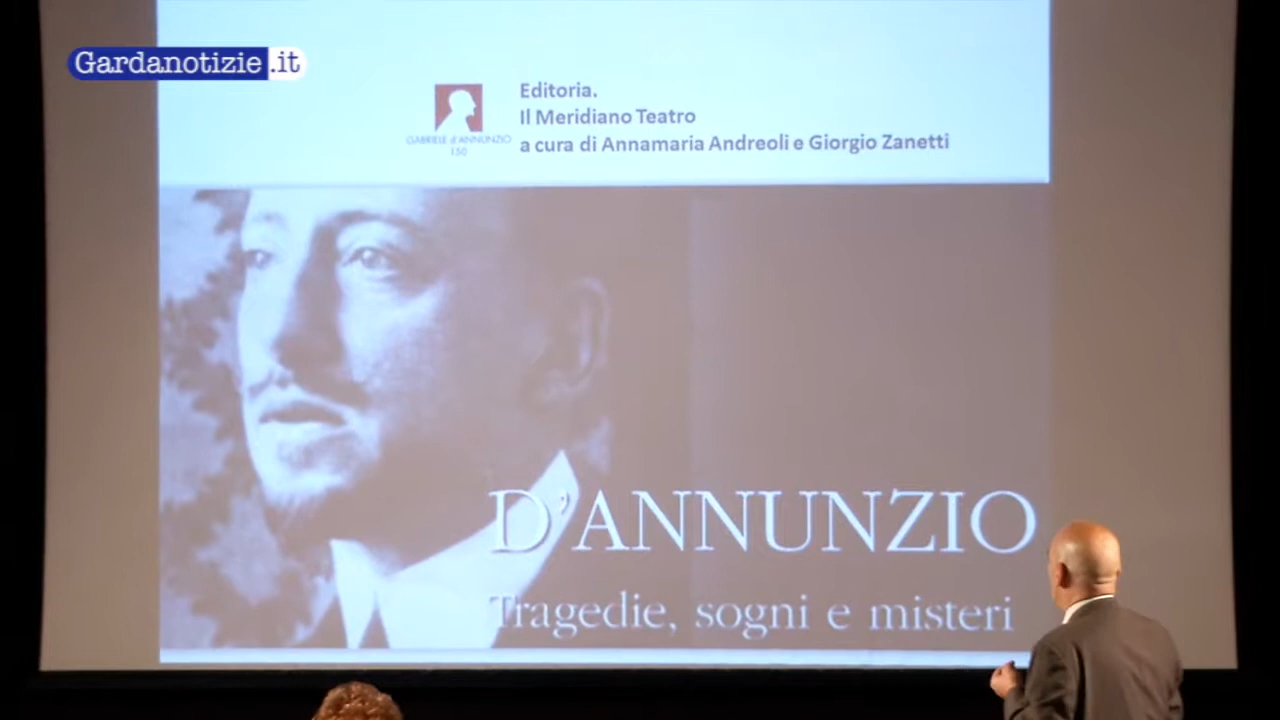 Gardanotizie.it
Editoria.
Il Meridiano Teatro
a cura di Annamaria Andreoli e Giorgio Zanetti
GABRIELE d'ANNUNZIO
150
D'ANNUNZIO
Tragedie, sogni e misteri